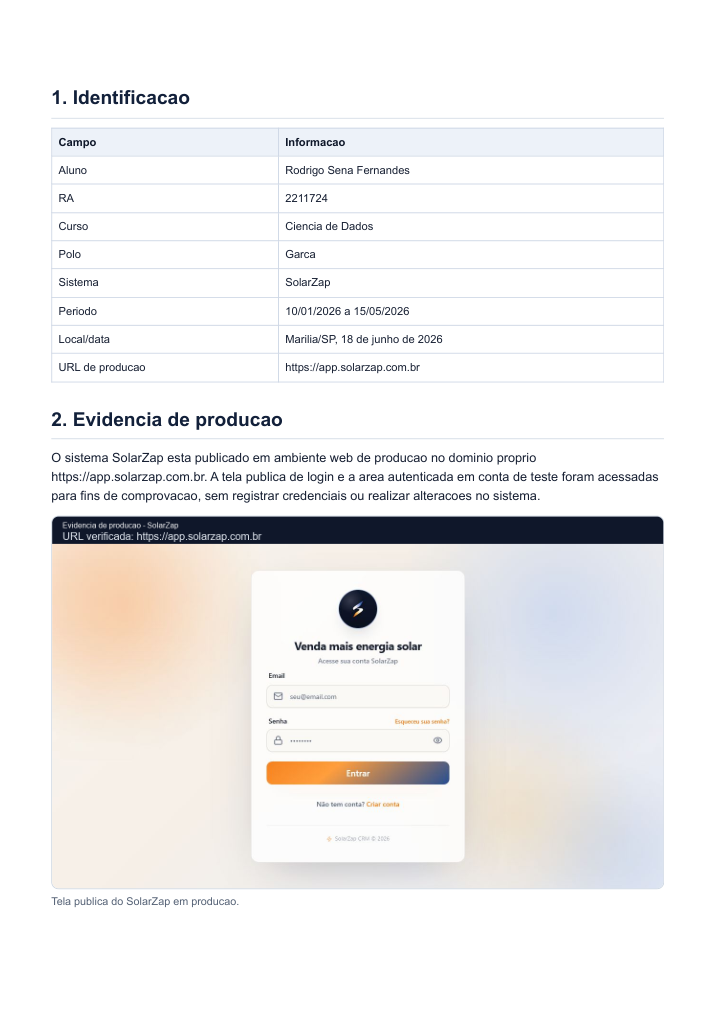 1. Identificacao
Campo Informacao
Aluno Rodrigo Sena Fernandes
RA 2211724
Curso Ciencia de Dados
Polo Garca
Sistema SolarZap
Periodo 10/01/2026 a 15/05/2026
Local/data Marilia/SP, 18 de junho de 2026
URL de producao https://app.solarzap.com.br
2. Evidencia de producao
O sistema SolarZap esta publicado em ambiente web de producao no dominio proprio
https://app.solarzap.com.br. A tela publica de login e a area autenticada em conta de teste foram acessadas
para fins de comprovacao, sem registrar credenciais ou realizar alteracoes no sistema.
Evidencia de producao - SolarZap
URL verificada: https://app.solarzap.com.br
Venda mais energia solar
Acesse sua conta SolarZap
Email
seu@email.com
Senha Esqueceu sua senha?
Entrar
Não tem conta? Criar conta
SolarZap CRM © 2026
Tela publica do SolarZap em producao.